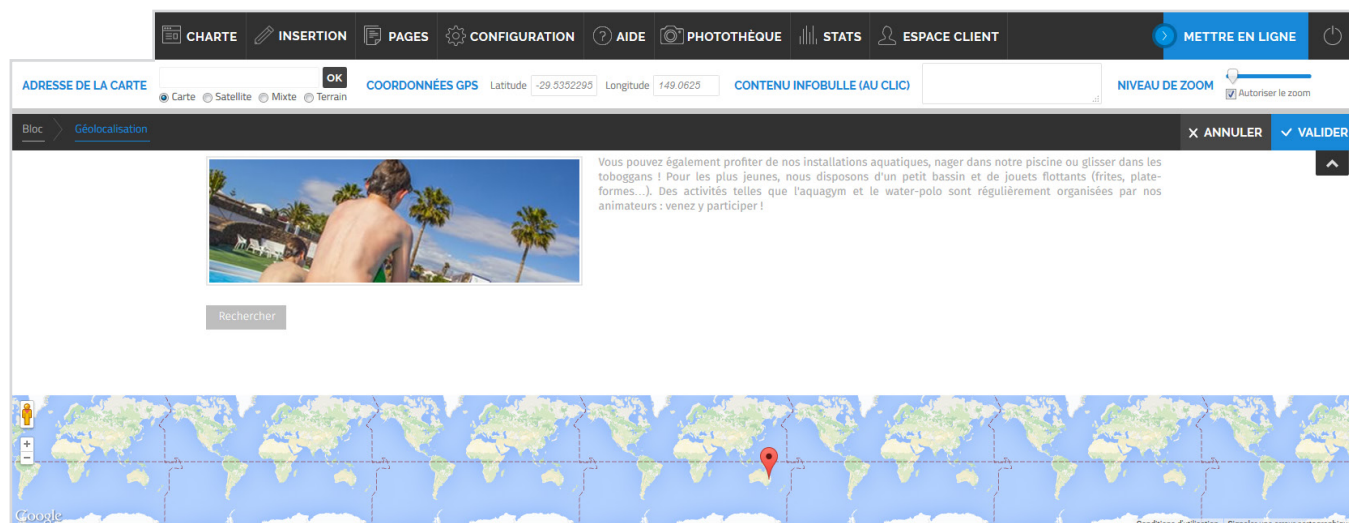 CHARTE INSERTION PAGES CONFIGURATION AIDE PHOTOTHÈQUE STATS ESPACE CLIENT METTRE EN LIGNE
ADRESSE DE LA CARTE OK COORDONNÉES GPS Latitude -29.5352295 Longitude 149.0625 CONTENU INFOBULLE (AU CLIC) NIVEAU DE ZOOM
Carte Satellite Mixte Terrain Autoriser le zoom
Bloc Géolocalisation X ANNULER VALIDER
Vous pouvez également profiter de nos installations aquatiques, nager dans notre piscine ou glisser dans les
toboggans ! Pour les plus jeunes, nous disposons d'un petit bassin et de jouets flottants (frites, plate-
formes...). Des activités telles que l'aquagym et le water-polo sont régulièrement organisées par nos
animateurs : venez y participer !
Rechercher
Google